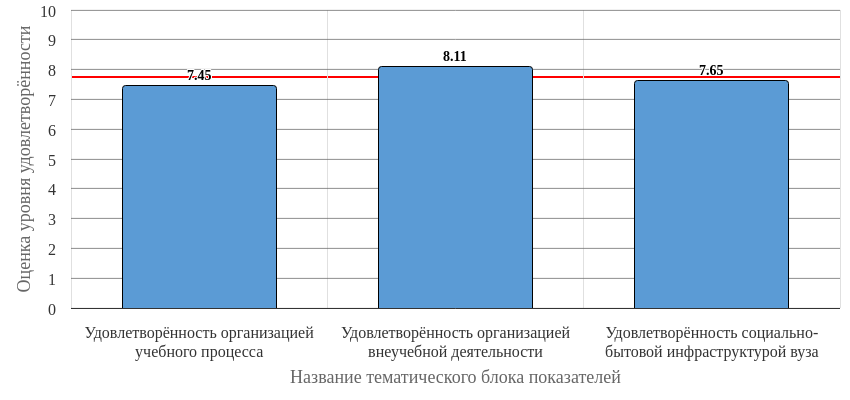 Оценка уровня удовлетворённости
10
9
8
7
6
5
4
3
2
1
0
7.45
8.11
7.65
Удовлетворённость организацией
учебного процесса
Удовлетворённость организацией
внеучебной деятельности
Удовлетворённость социально-
бытовой инфраструктурой вуза
Название тематического блока показателей